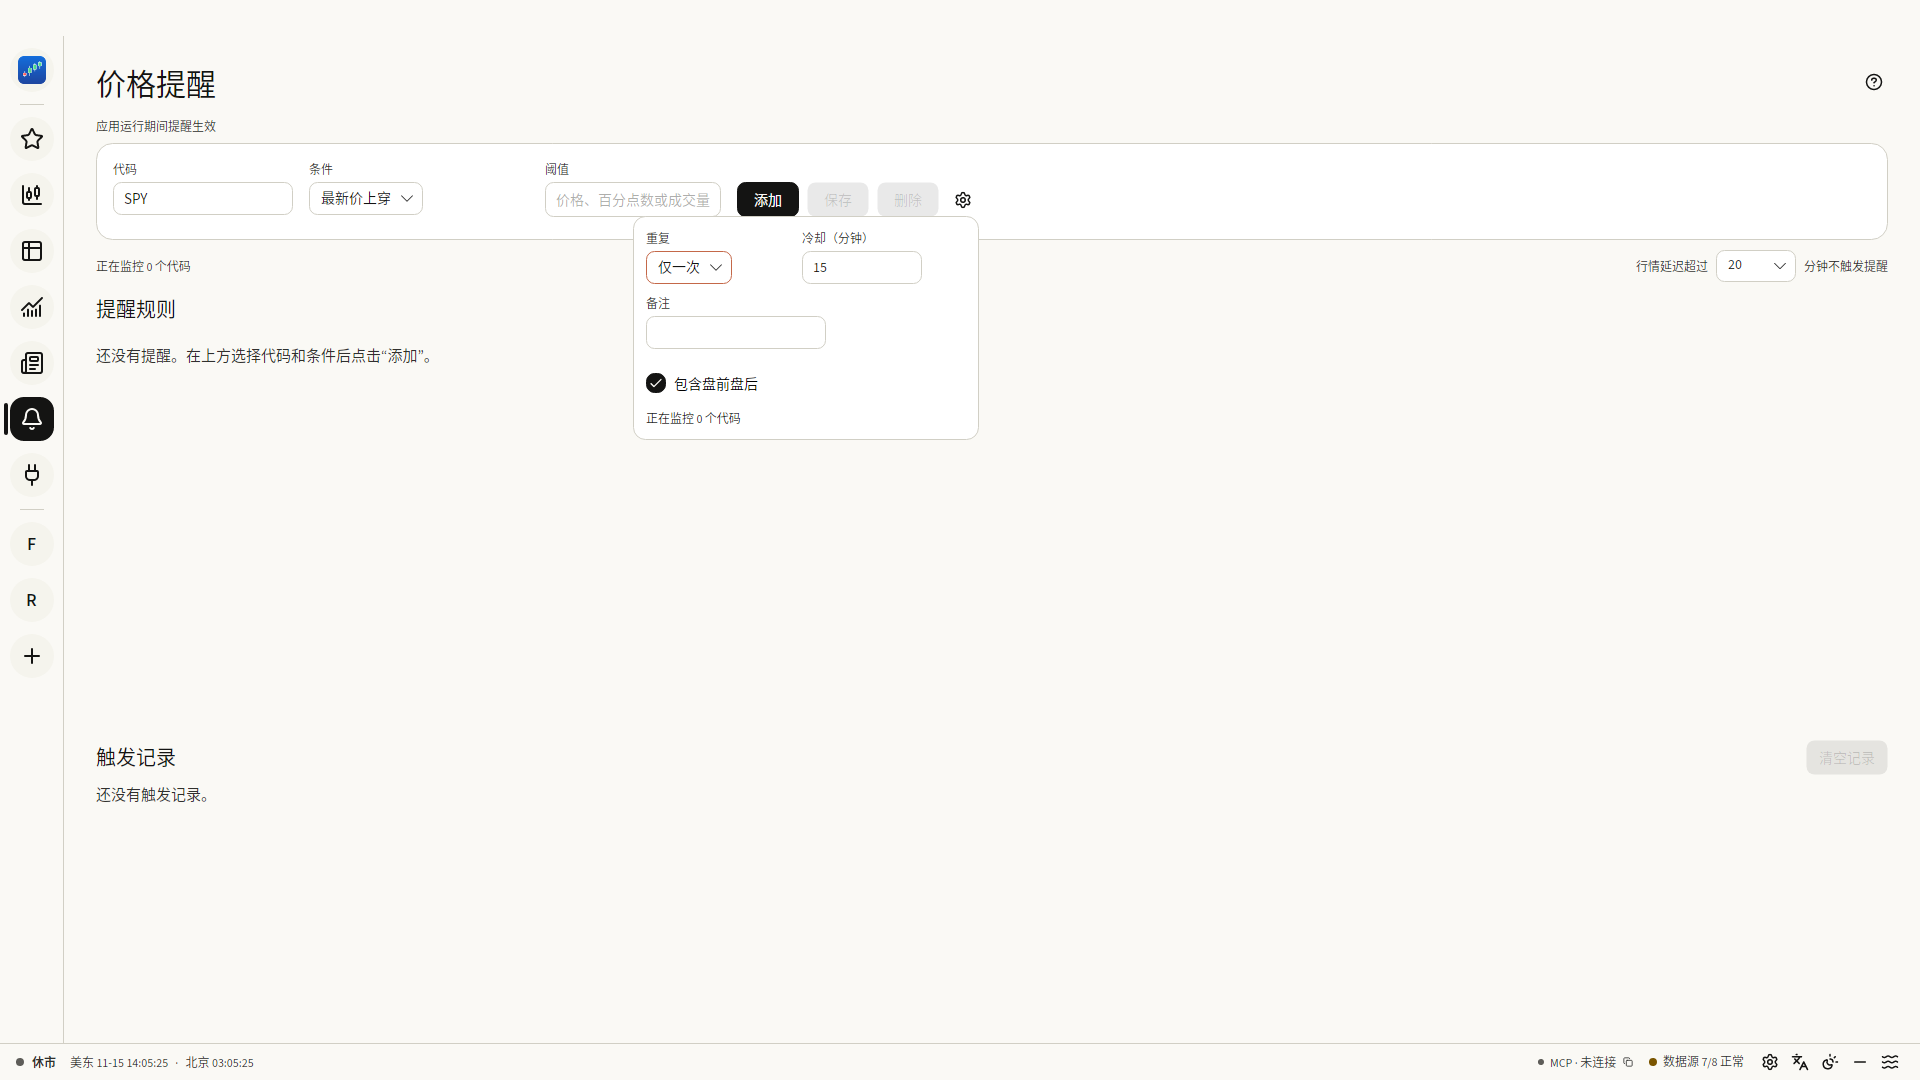 价格提醒
应用运行期间提醒生效
代码
条件
阈值
SPY
最新价上穿
价格、百分点数或成交量
添加
保存
删除
重复
冷却（分钟）
仅一次
15
备注
包含盘前盘后
正在监控 0 个代码
正在监控 0 个代码
行情延迟超过
20
分钟不触发提醒
提醒规则
还没有提醒。在上方选择代码和条件后点击“添加”。
F
R
触发记录
清空记录
还没有触发记录。
休市
美东 11-15 14:05:25 · 北京 03:05:25
MCP · 未连接
数据源 7/8 正常